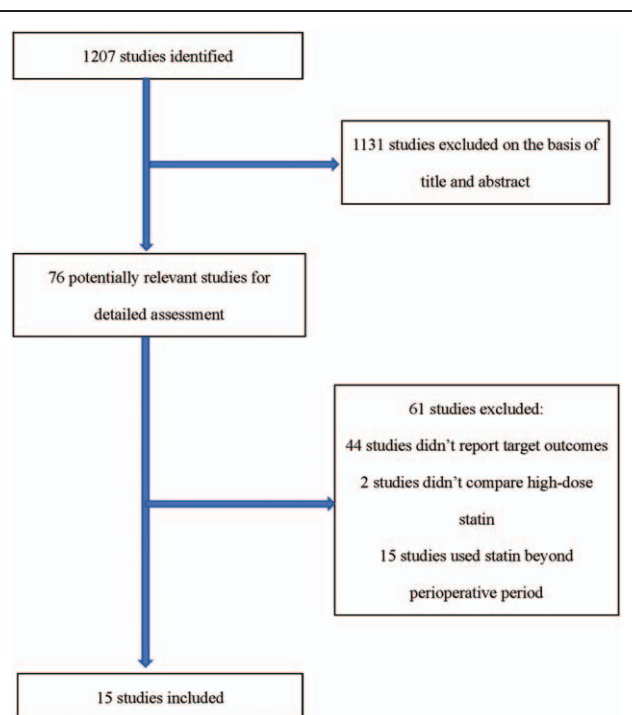 1207 studies identified
1131 studies excluded on the basis of
title and abstract
76 potentially relevant studies for
detailed assessment
61 studies excluded:
44 studies didn't report target outcomes
2 studies didn't compare high-dose
statin
15 studies used statin beyond
perioperative period
15 studies included